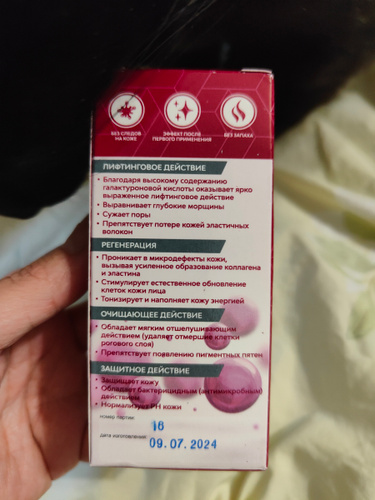 БЕЗ СЛЕДОВ
НА КОЖЕ
ЭФФЕКТ ПОСЛЕ
ПЕРВОГО ПРИМЕНЕНИЯ
БЕЗ ЗАПАХА
ЛИФТИНГОВОЕ ДЕЙСТВИЕ
• Благодаря высокому содержанию
галактуроновой кислоты оказывает ярко
выраженное лифтинговое действие
• Выравнивает глубокие морщины
• Сужает поры
• Препятствует потере кожей эластичных
волокон
РЕГЕНЕРАЦИЯ
• Проникает в микродефекты кожи,
вызывая усиленное образование коллагена
и эластина
• Стимулирует естественное обновление
клеток кожи лица
• Тонизирует и наполняет кожу энергией
ОЧИЩАЮЩЕЕ ДЕЙСТВИЕ
• Обладает мягким отшелушивающим
действием (удаляет отмершие клетки
рогового слоя)
• Препятствует появлению пигментных пятен
ЗАЩИТНОЕ ДЕЙСТВИЕ
• Защищает кожу
• Обладает бактерицидным (антимикробным)
действием
• Нормализует PH кожи
номер партии:
16
дата изготовления:
09.07.2024